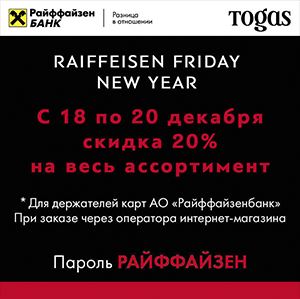 Райффайзен
БАНК
Разница
в отношении
TOGAS
RAIFFEISEN FRIDAY
NEW YEAR
С 18 по 20 декабря
скидка 20%
на весь ассортимент
* Для держателей карт АО «Райффайзенбанк»
При заказе через оператора интернет-магазина
Пароль РАЙФФАЙЗЕН